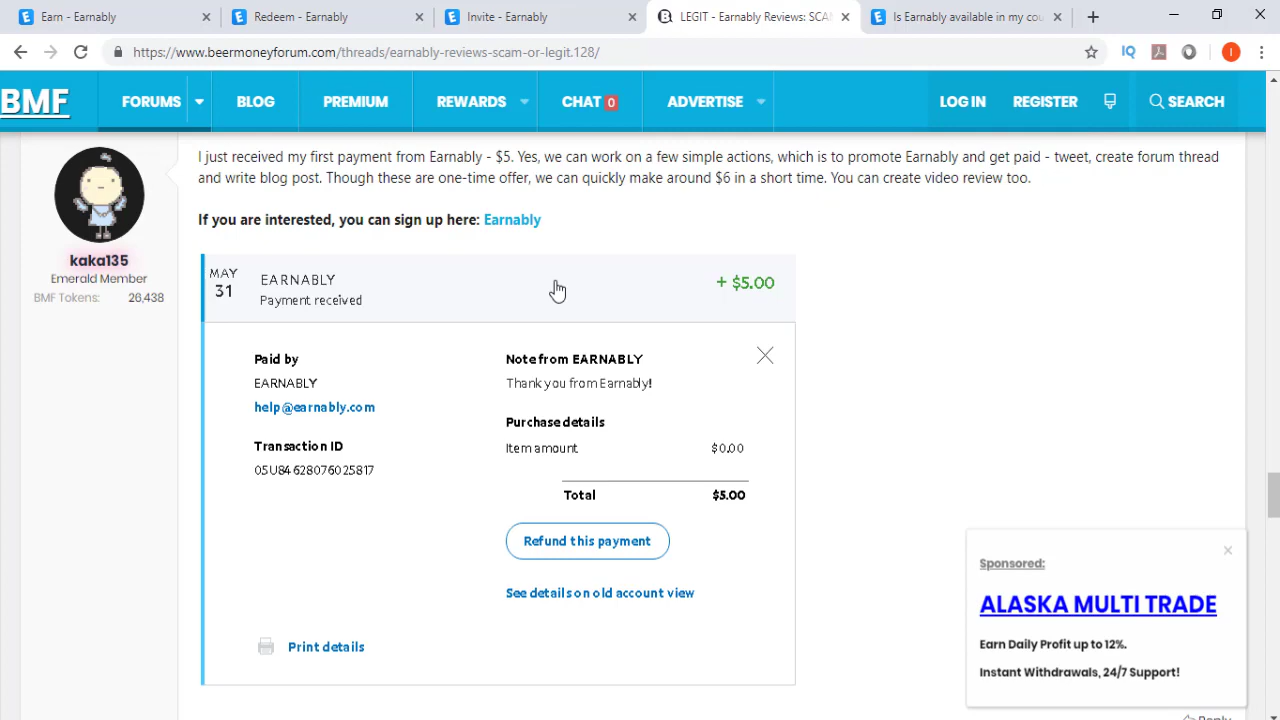 Earn - Earnably
Redeem - Earnably
Invite - Earnably
LEGIT - Earnably Reviews: SCA
Is Earnably available in my cou
https://www.beermoneyforum.com/threads/earnably-reviews-scam-or-legit.128/
IQ
I
BMF
FORUMS
BLOG
PREMIUM
REWARDS
CHAT 0
ADVERTISE
LOG IN
REGISTER
SEARCH
kaka135
Emerald Member
BMF Tokens: 26,438
I just received my first payment from Earnably - $5. Yes, we can work on a few simple actions, which is to promote Earnably and get paid - tweet, create forum thread
and write blog post. Though these are one-time offer, we can quickly make around $6 in a short time. You can create video review too.
If you are interested, you can sign up here: Earnably
MAY
31
EARNABLY
Payment received
+ $5.00
Paid by
EARNABLY
help@earnably.com
Transaction ID
05U84628076025817
Note from EARNABLY
Thank you from Earnably!
Purchase details
Item amount $0.00
Total $5.00
Refund this payment
See details on old account view
Print details
Sponsored:
ALASKA MULTI TRADE
Earn Daily Profit up to 12%.
Instant Withdrawals, 24/7 Support!
Reply